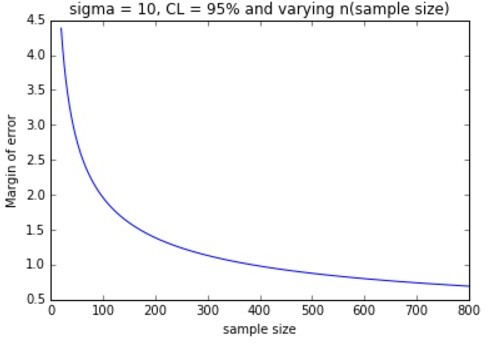 sigma = 10, CL = 95% and varying n(sample size)
4.5
4.0
3.5
3.0
2.5
2.0
1.5
1.0
0.5
Margin of error
0 100 200 300 400 500 600 700 800
sample size